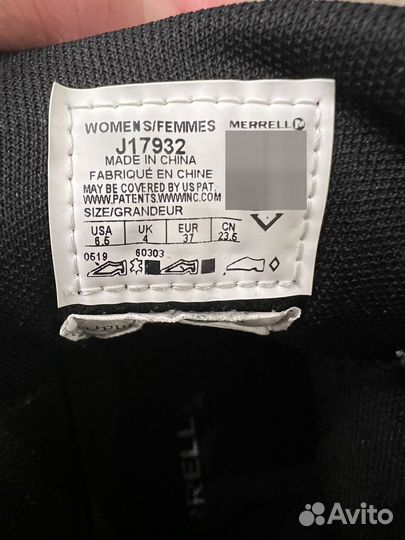 WOMENS/FEMMES MERRELL
J17932
MADE IN CHINA
FABRIQUÉ EN CHINE
MAY BE COVERED BY US PAT.
WWW.PATENTS.WWWINC.COM
SIZE/GRANDEUR
USA UK EUR CN
6.5 4 37 23.5
0519 60303
MERRELL
Avito